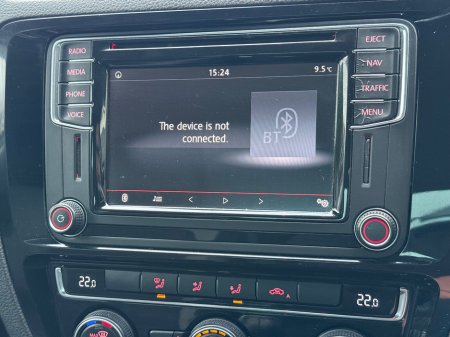 RADIO
MEDIA
PHONE
VOICE
15:24
9.5 °C
The device is not
connected.
BT
EJECT
NAV
TRAFFIC
MENU
22.0
A
22.0
MAX